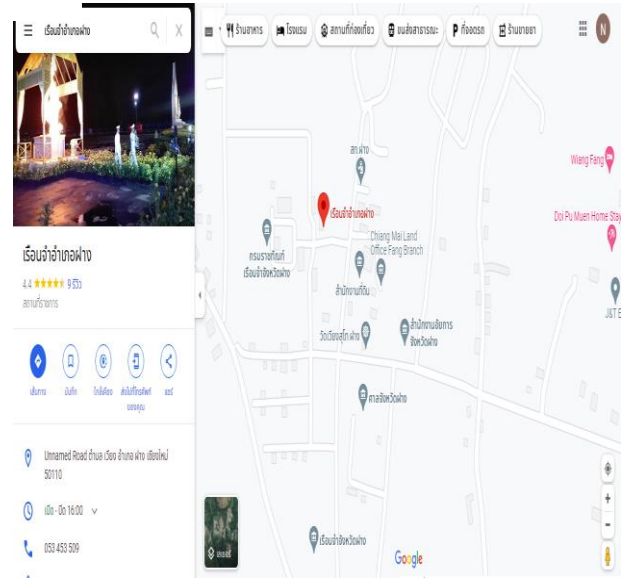 เรือนจำอำเภอฝาง
ร้านอาหาร
โรงแรม
สถานที่ท่องเที่ยว
ขนส่งสาธารณะ
P ที่จอดรถ
ร้านขายยา
N
เรือนจำอำเภอฝาง
4.4 ★★★★★ 9 รีวิว
สถานที่ราชการ
เส้นทาง
บันทึก
ใกล้เคียง
ส่งไปที่โทรศัพท์
ของคุณ
แชร์
Unnamed Road ตำบล เวียง อำเภอ ฝาง เชียงใหม่
50110
เปิด - ปิด 16:00
053 453 509
สภ.ฝาง
เรือนจำอำเภอฝาง
กรมราชทัณฑ์
เรือนจำจังหวัดฝาง
Chiang Mai Land
Office Fang Branch
สำนักงานที่ดิน
วัดเวียงสุโท ฝาง
สำนักงานอัยการ
จังหวัดฝาง
ศาลจังหวัดฝาง
เรือนจำจังหวัดฝาง
Wiang Fang
Doi Pu Muen Home Stay
J&T E
Google